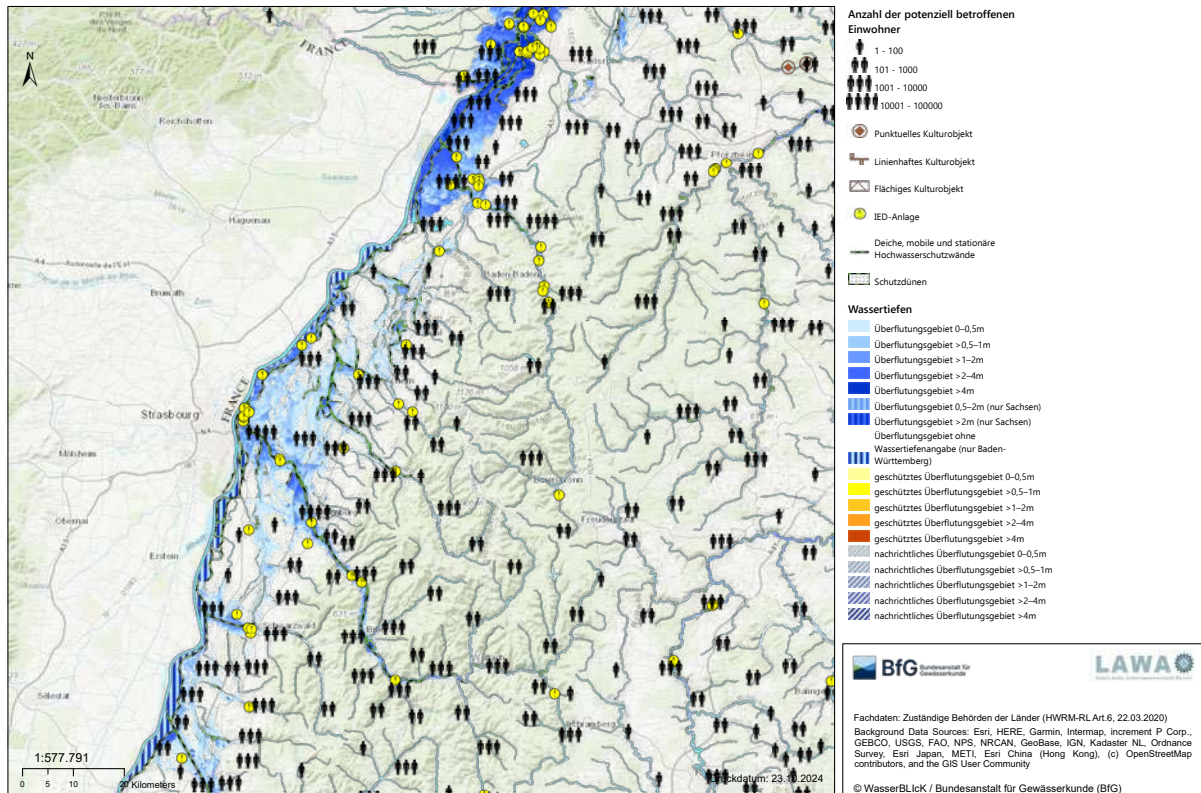 FRANCE
N
Niederbronn
les-Bains
Reichshoffen
Haguenau
Brumath
Strasbourg
FRANCE
Molsheim
Obernai
Erstein
Sélestat
Pforzheim
Baden-Baden
Baiersbronn
Freudenstadt
Schramberg
Balingen
1:577.791
0 5 10 20 Kilometers
Druckdatum: 23.10.2024
Anzahl der potenziell betroffenen
Einwohner
1 - 100
101 - 1000
1001 - 10000
10001 - 100000
Punktuelles Kulturobjekt
Linienhaftes Kulturobjekt
Flächiges Kulturobjekt
IED-Anlage
Deiche, mobile und stationäre
Hochwasserschutzwände
Schutzdünen
Wassertiefen
Überflutungsgebiet 0–0,5m
Überflutungsgebiet >0,5–1m
Überflutungsgebiet >1–2m
Überflutungsgebiet >2–4m
Überflutungsgebiet >4m
Überflutungsgebiet 0,5–2m (nur Sachsen)
Überflutungsgebiet >2m (nur Sachsen)
Überflutungsgebiet ohne
Wassertiefenangabe (nur Baden-
Württemberg)
geschütztes Überflutungsgebiet 0–0,5m
geschütztes Überflutungsgebiet >0,5–1m
geschütztes Überflutungsgebiet >1–2m
geschütztes Überflutungsgebiet >2–4m
geschütztes Überflutungsgebiet >4m
nachrichtliches Überflutungsgebiet 0–0,5m
nachrichtliches Überflutungsgebiet >0,5–1m
nachrichtliches Überflutungsgebiet >1–2m
nachrichtliches Überflutungsgebiet >2–4m
nachrichtliches Überflutungsgebiet >4m
BfG Bundesanstalt für
Gewässerkunde
LAWA
Fachdaten: Zuständige Behörden der Länder (HWRM-RL Art.6, 22.03.2020)
Background Data Sources: Esri, HERE, Garmin, Intermap, increment P Corp.,
GEBCO, USGS, FAO, NPS, NRCAN, GeoBase, IGN, Kadaster NL, Ordnance
Survey, Esri Japan, METI, Esri China (Hong Kong), (c) OpenStreetMap
contributors, and the GIS User Community
© WasserBLIcK / Bundesanstalt für Gewässerkunde (BfG)